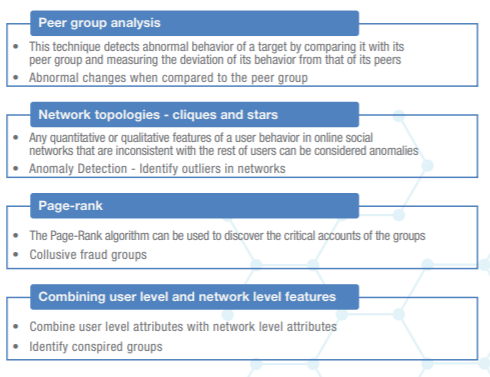 Peer group analysis
• This technique detects abnormal behavior of a target by comparing it with its
peer group and measuring the deviation of its behavior from that of its peers
• Abnormal changes when compared to the peer group
Network topologies - cliques and stars
• Any quantitative or qualitative features of a user behavior in online social
networks that are inconsistent with the rest of users can be considered anomalies
• Anomaly Detection - Identify outliers in networks
Page-rank
• The Page-Rank algorithm can be used to discover the critical accounts of the groups
• Collusive fraud groups
Combining user level and network level features
• Combine user level attributes with network level attributes
• Identify conspired groups